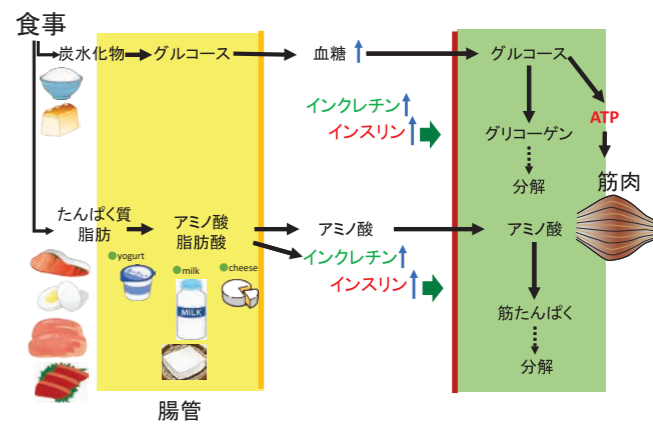 食事
炭水化物
グルコース
血糖
グルコース
インクレチン
インスリン
グリコーゲン
ATP
分解
筋肉
たんぱく質
脂肪
アミノ酸
脂肪酸
アミノ酸
アミノ酸
インクレチン
インスリン
yogurt
milk
cheese
MILK
筋たんぱく
分解
腸管